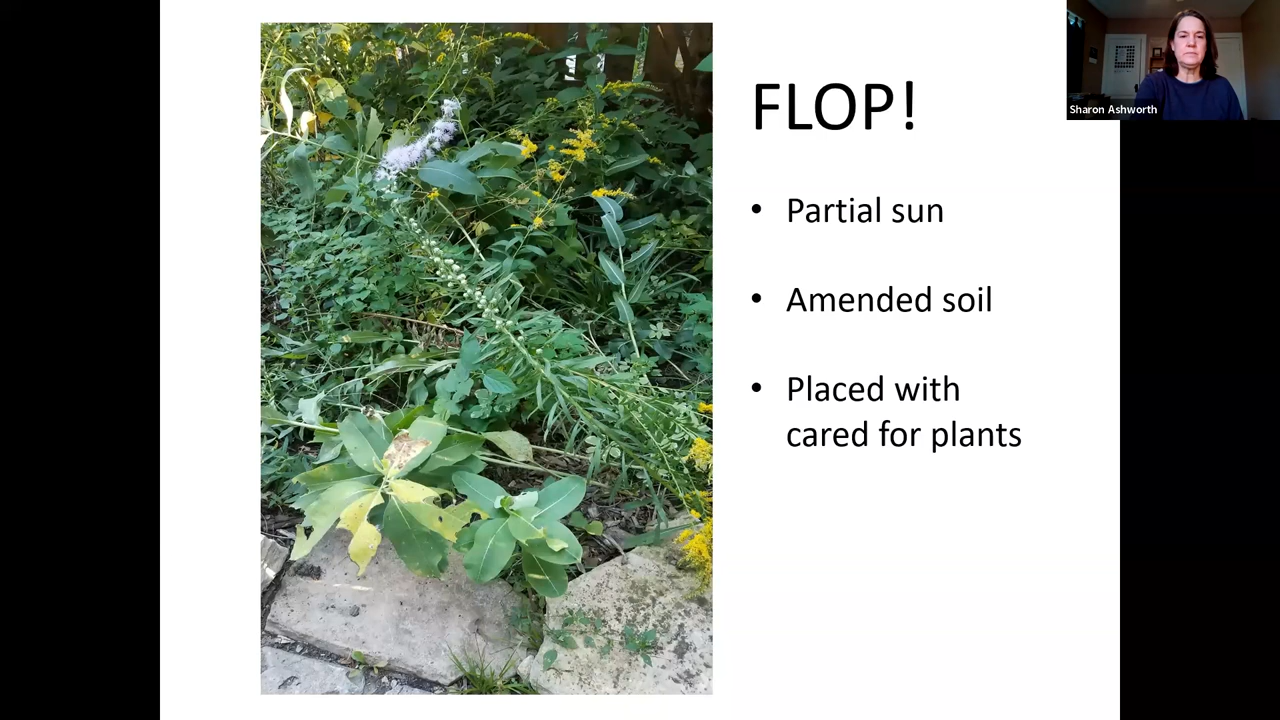 FLOP!
• Partial sun
• Amended soil
• Placed with
cared for plants
Sharon Ashworth